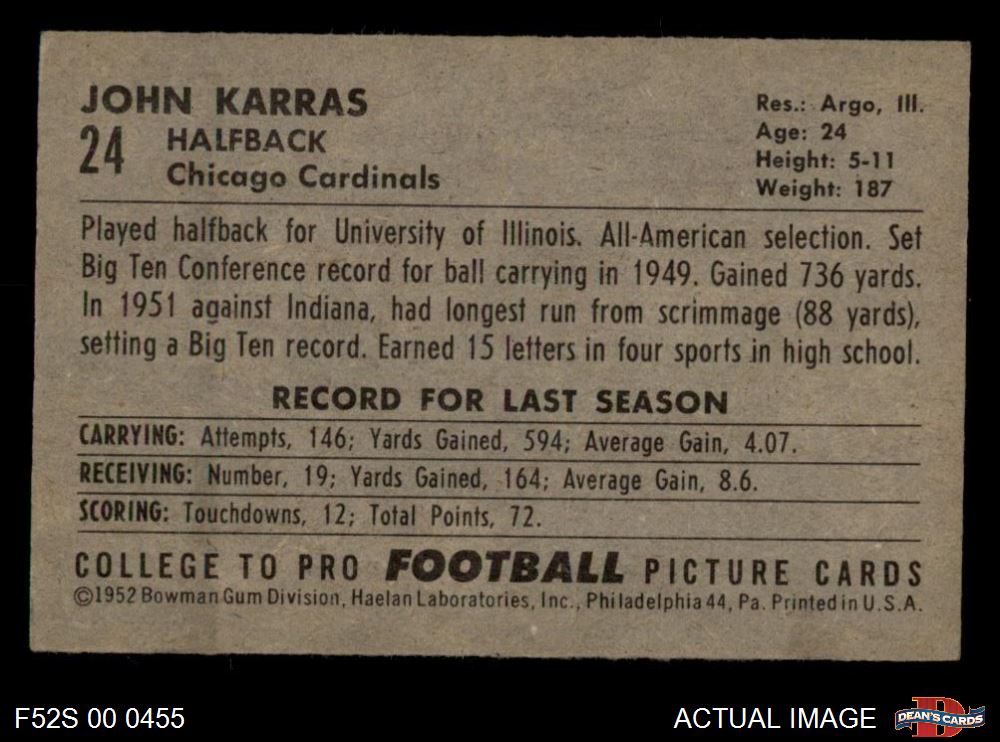 JOHN KARRAS
24 HALFBACK
Chicago Cardinals
Res.: Argo, Ill.
Age: 24
Height: 5-11
Weight: 187
Played halfback for University of Illinois. All-American selection. Set
Big Ten Conference record for ball carrying in 1949. Gained 736 yards.
In 1951 against Indiana, had longest run from scrimmage (88 yards),
setting a Big Ten record. Earned 15 letters in four sports in high school.
RECORD FOR LAST SEASON
CARRYING: Attempts, 146; Yards Gained, 594; Average Gain, 4.07.
RECEIVING: Number, 19; Yards Gained, 164; Average Gain, 8.6.
SCORING: Touchdowns, 12; Total Points, 72.
COLLEGE TO PRO FOOTBALL PICTURE CARDS
©1952 Bowman Gum Division, Haelan Laboratories, Inc., Philadelphia 44, Pa. Printed in U.S.A.
F52S 00 0455
ACTUAL IMAGE
D
DEAN'S CARDS